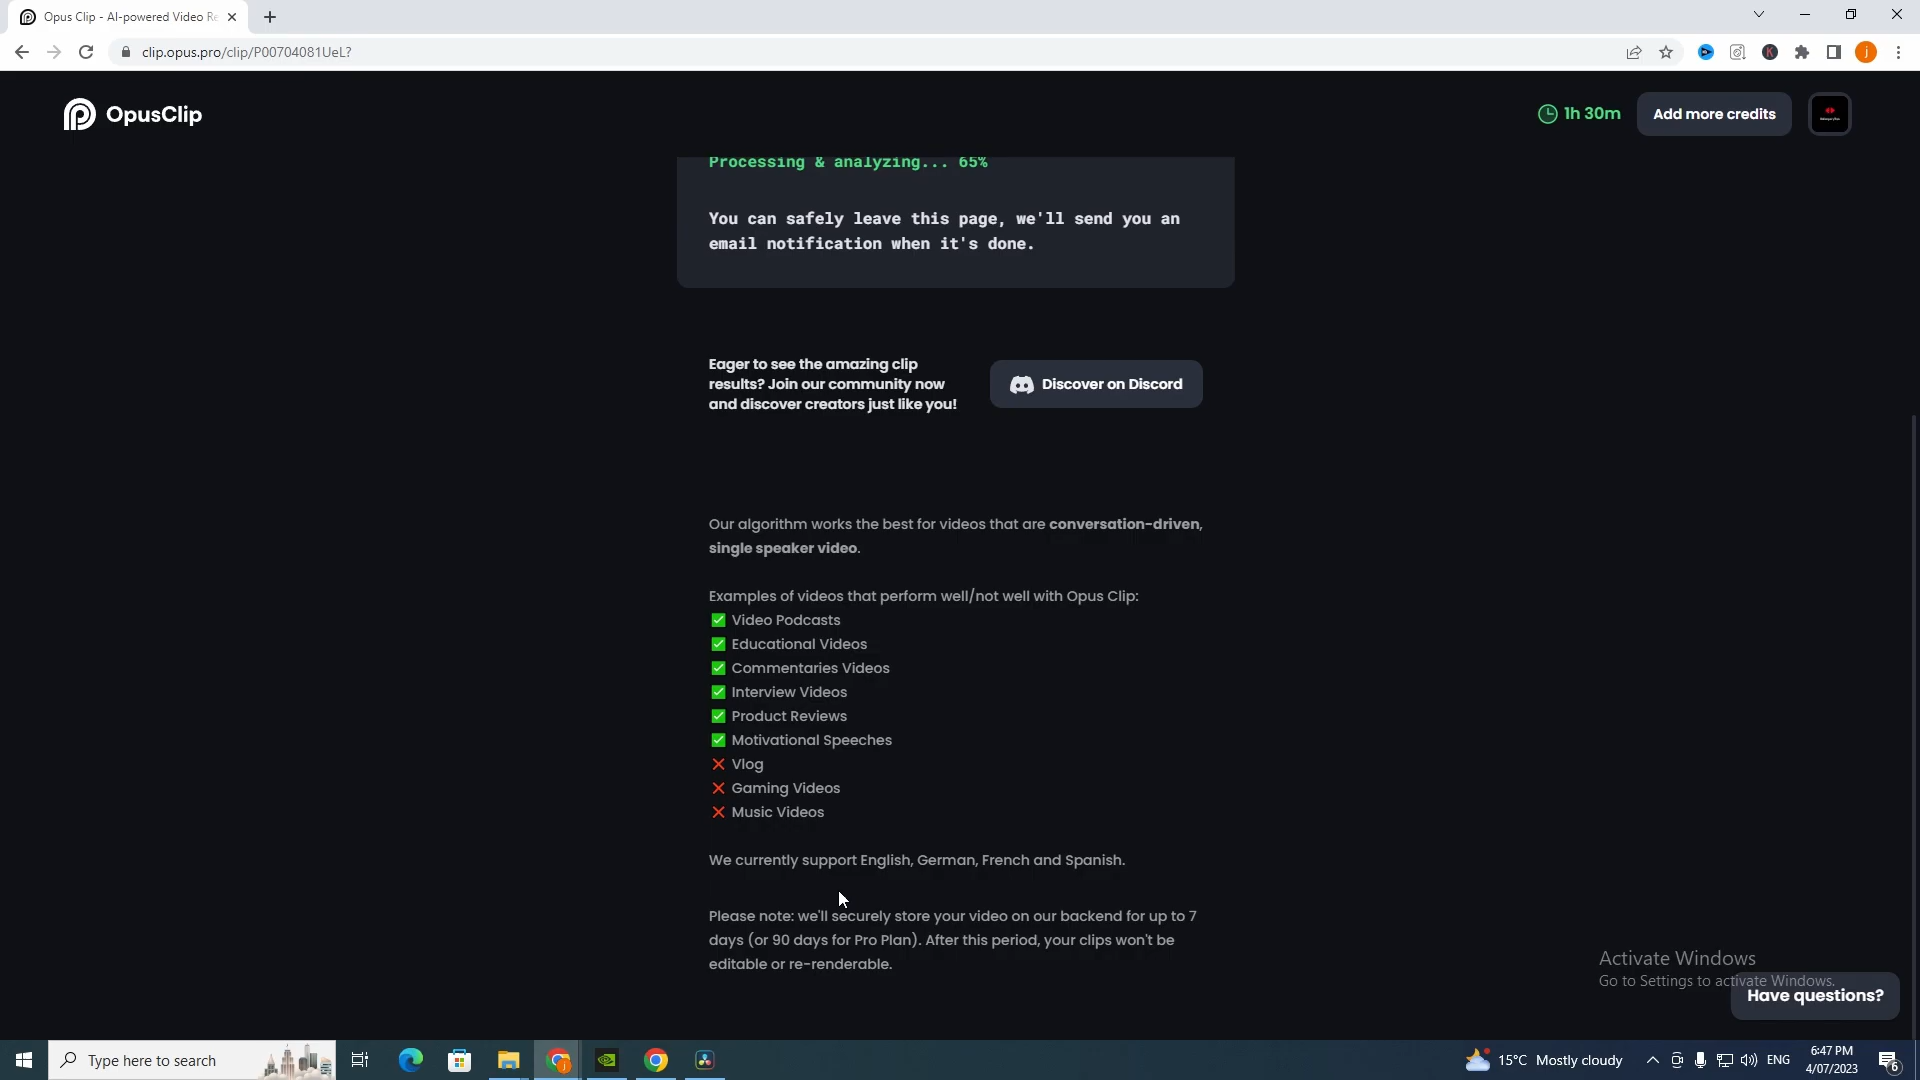 Opus Clip - AI-powered Video Re
clip.opus.pro/clip/P00704081UeL?
j
OpusClip
1h 30m
Add more credits
Processing & analyzing... 65%
You can safely leave this page, we'll send you an
email notification when it's done.
Eager to see the amazing clip
results? Join our community now
and discover creators just like you!
Discover on Discord
Our algorithm works the best for videos that are conversation-driven,
single speaker video.
Examples of videos that perform well/not well with Opus Clip:
✅ Video Podcasts
✅ Educational Videos
✅ Commentaries Videos
✅ Interview Videos
✅ Product Reviews
✅ Motivational Speeches
❌ Vlog
❌ Gaming Videos
❌ Music Videos
We currently support English, German, French and Spanish.
Please note: we'll securely store your video on our backend for up to 7
days (or 90 days for Pro Plan). After this period, your clips won't be
editable or re-renderable.
Activate Windows
Go to Settings to activate Windows.
Have questions?
Type here to search
15°C Mostly cloudy
ENG
6:47 PM
4/07/2023
6